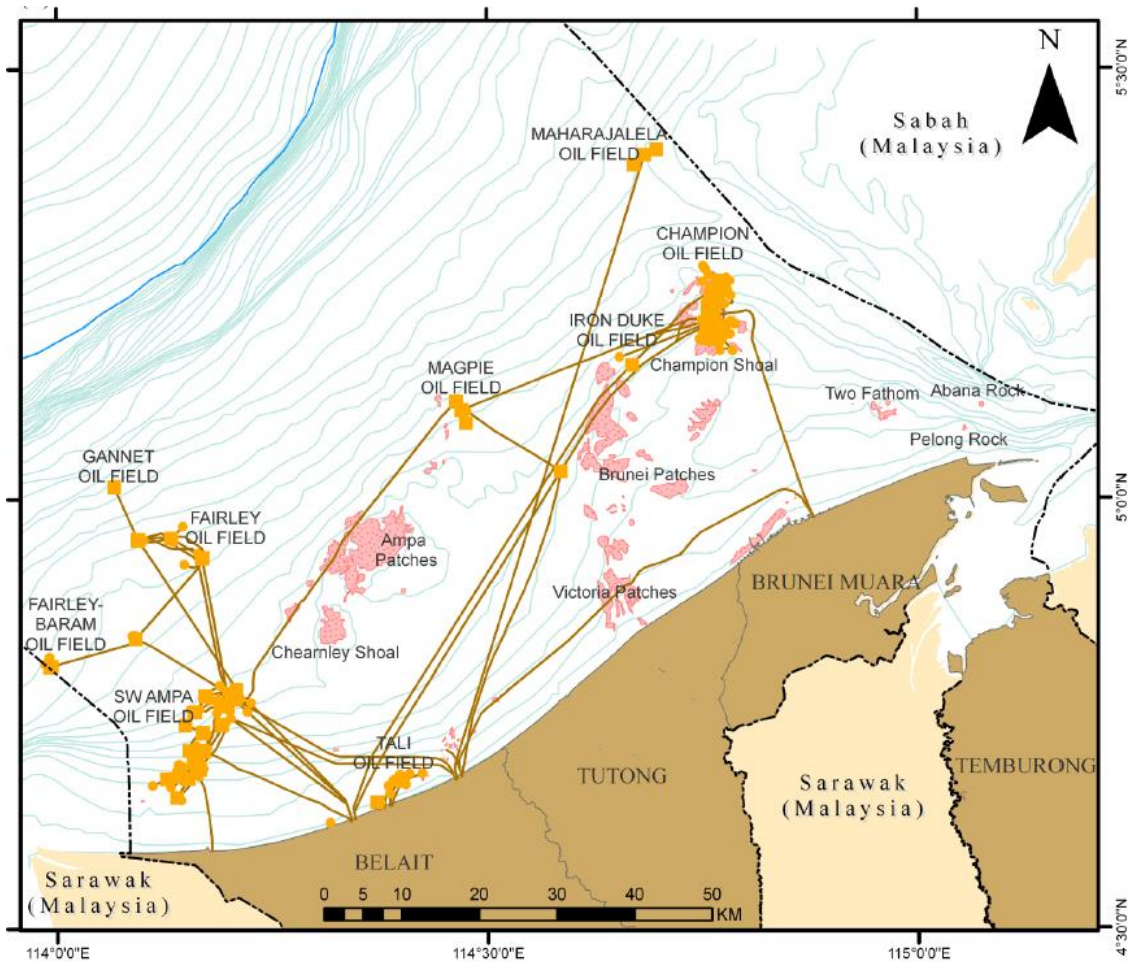 N
5°30'0"N
Sabah
(Malaysia)
MAHARAJALELA
OIL FIELD
CHAMPION
OIL FIELD
IRON DUKE
OIL FIELD
Champion Shoal
MAGPIE
OIL FIELD
Two Fathom
Abana Rock
Pelong Rock
GANNET
OIL FIELD
Brunei Patches
5°0'0"N
FAIRLEY
OIL FIELD
Ampa
Patches
BRUNEI MUARA
Victoria Patches
FAIRLEY-
BARAM
OIL FIELD
Chearnley Shoal
SW AMPA
OIL FIELD
TALI
OIL FIELD
TUTONG
Sarawak
(Malaysia)
TEMBURONG
BELAIT
Sarawak
(Malaysia)
0 5 10 20 30 40 50
KM
4°30'0"N
114°0'0"E
114°30'0"E
115°0'0"E